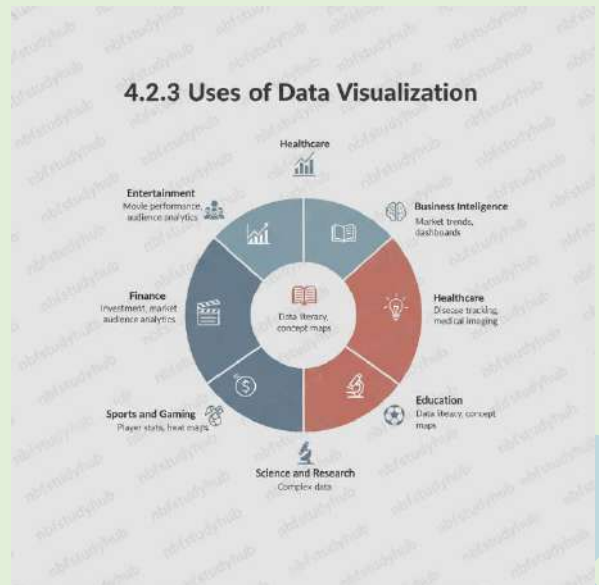 4.2.3 Uses of Data Visualization
Healthcare
Entertainment
Movie performance,
audience analytics
Business Inteligence
Market trends,
dashboards
Finance
Investment, market
audience analytics
Data literacy,
concept maps
Healthcare
Disease tracking,
medical imaging
Sports and Gaming
Player stats, heat maps
Education
Data literacy, concept
maps
Science and Research
Complex data
nbfstudyhub